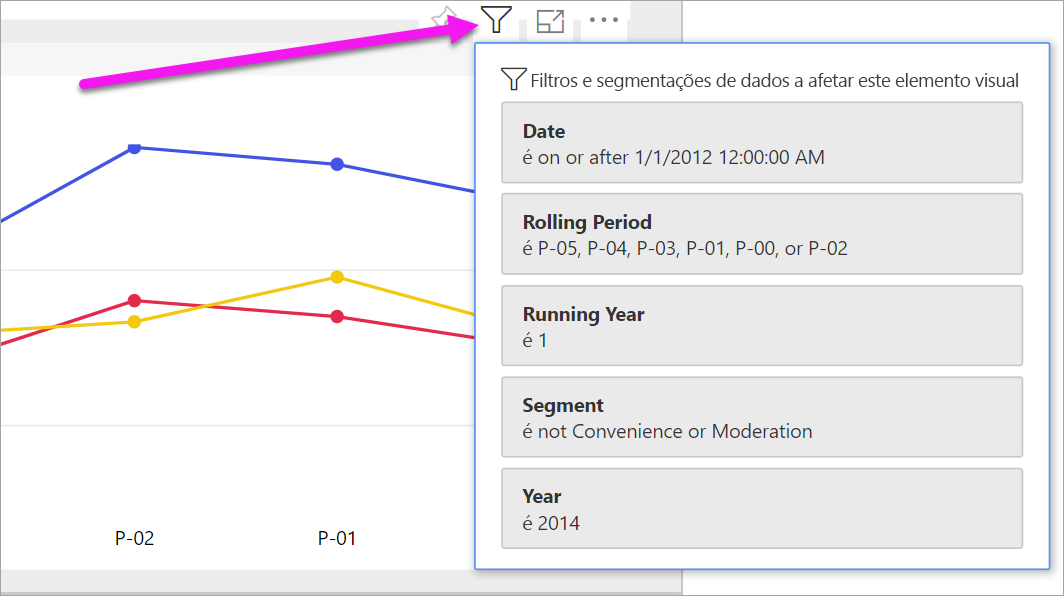 Filtros e segmentações de dados a afetar este elemento visual
Date
é on or after 1/1/2012 12:00:00 AM
Rolling Period
é P-05, P-04, P-03, P-01, P-00, or P-02
Running Year
é 1
Segment
é not Convenience or Moderation
Year
é 2014
P-02
P-01